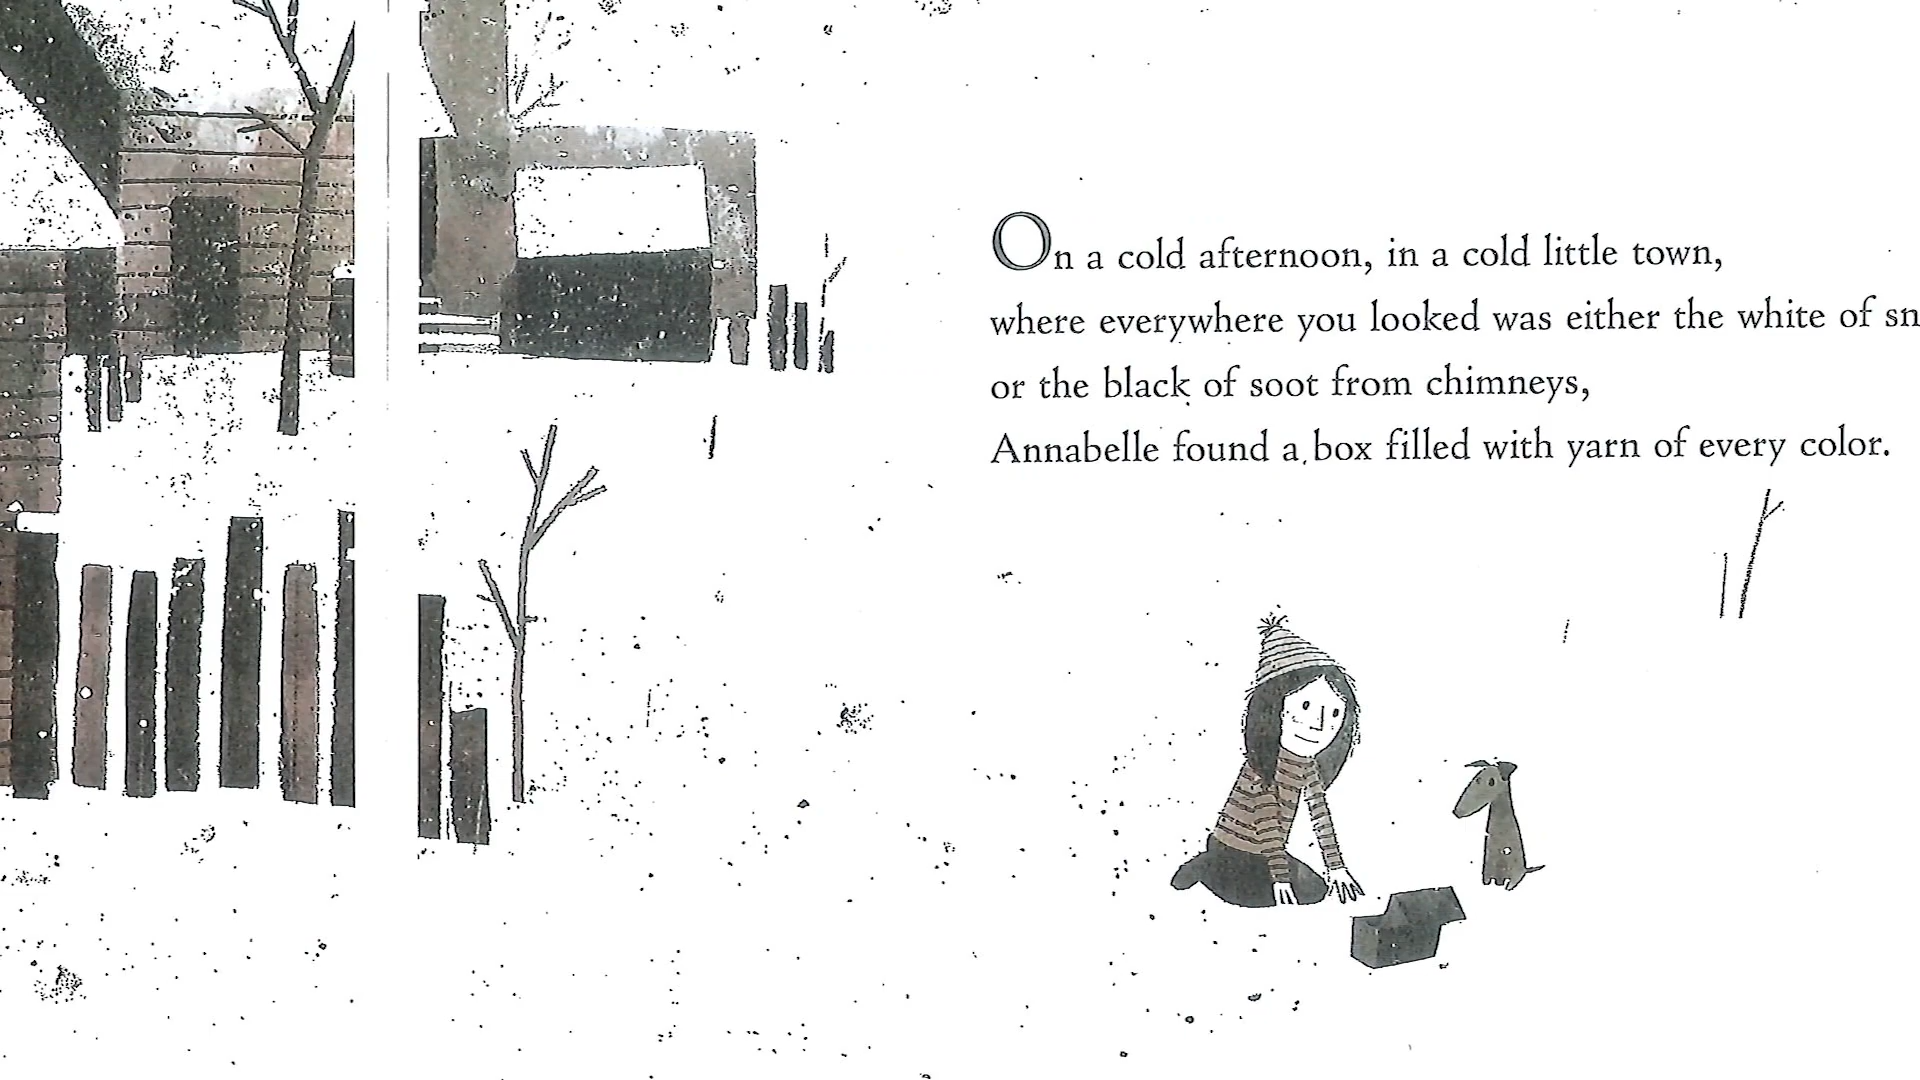 On a cold afternoon, in a cold little town,
where everywhere you looked was either the white of
or the black of soot from chimneys,
Annabelle found a box filled with yarn of every color.